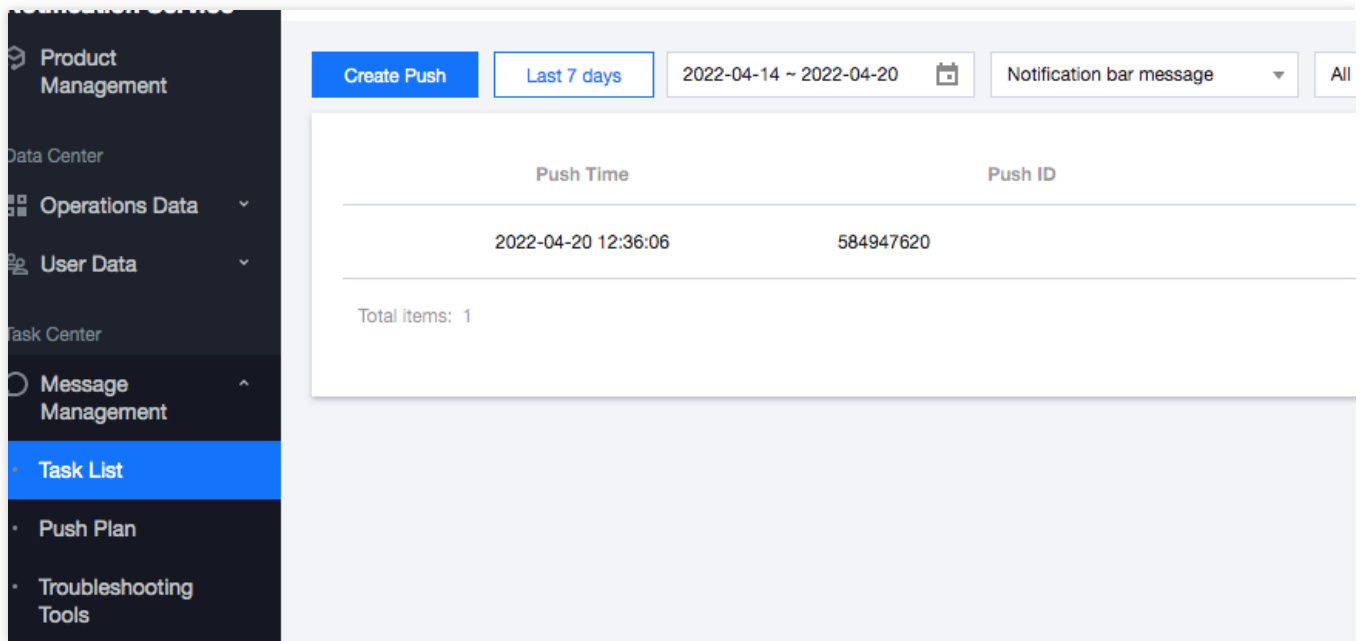 Product
Management
Data Center
Operations Data
User Data
Task Center
Message
Management
Task List
Push Plan
Troubleshooting
Tools
Create Push
Last 7 days
2022-04-14 ~ 2022-04-20
Notification bar message
All
Push Time
Push ID
2022-04-20 12:36:06
584947620
Total items: 1